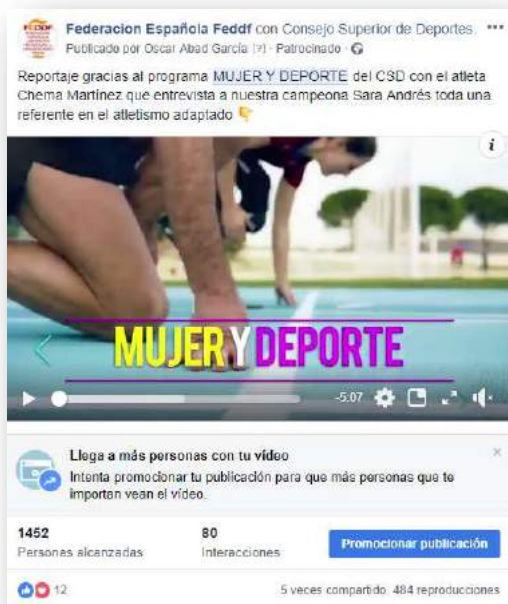 Federacion Española Feddf con Consejo Superior de Deportes.
Publicado por Oscar Abad García [?] · Patrocinado ·
Reportaje gracias al programa MUJER Y DEPORTE del CSD con el atleta
Chema Martínez que entrevista a nuestra campeona Sara Andrés toda una
referente en el atletismo adaptado
i
MUJER Y DEPORTE
-5:07
Llega a más personas con tu vídeo
Intenta promocionar tu publicación para que más personas que te
importan vean el vídeo.
1452
Personas alcanzadas
80
Interacciones
Promocionar publicación
12
5 veces compartido 484 reproducciones